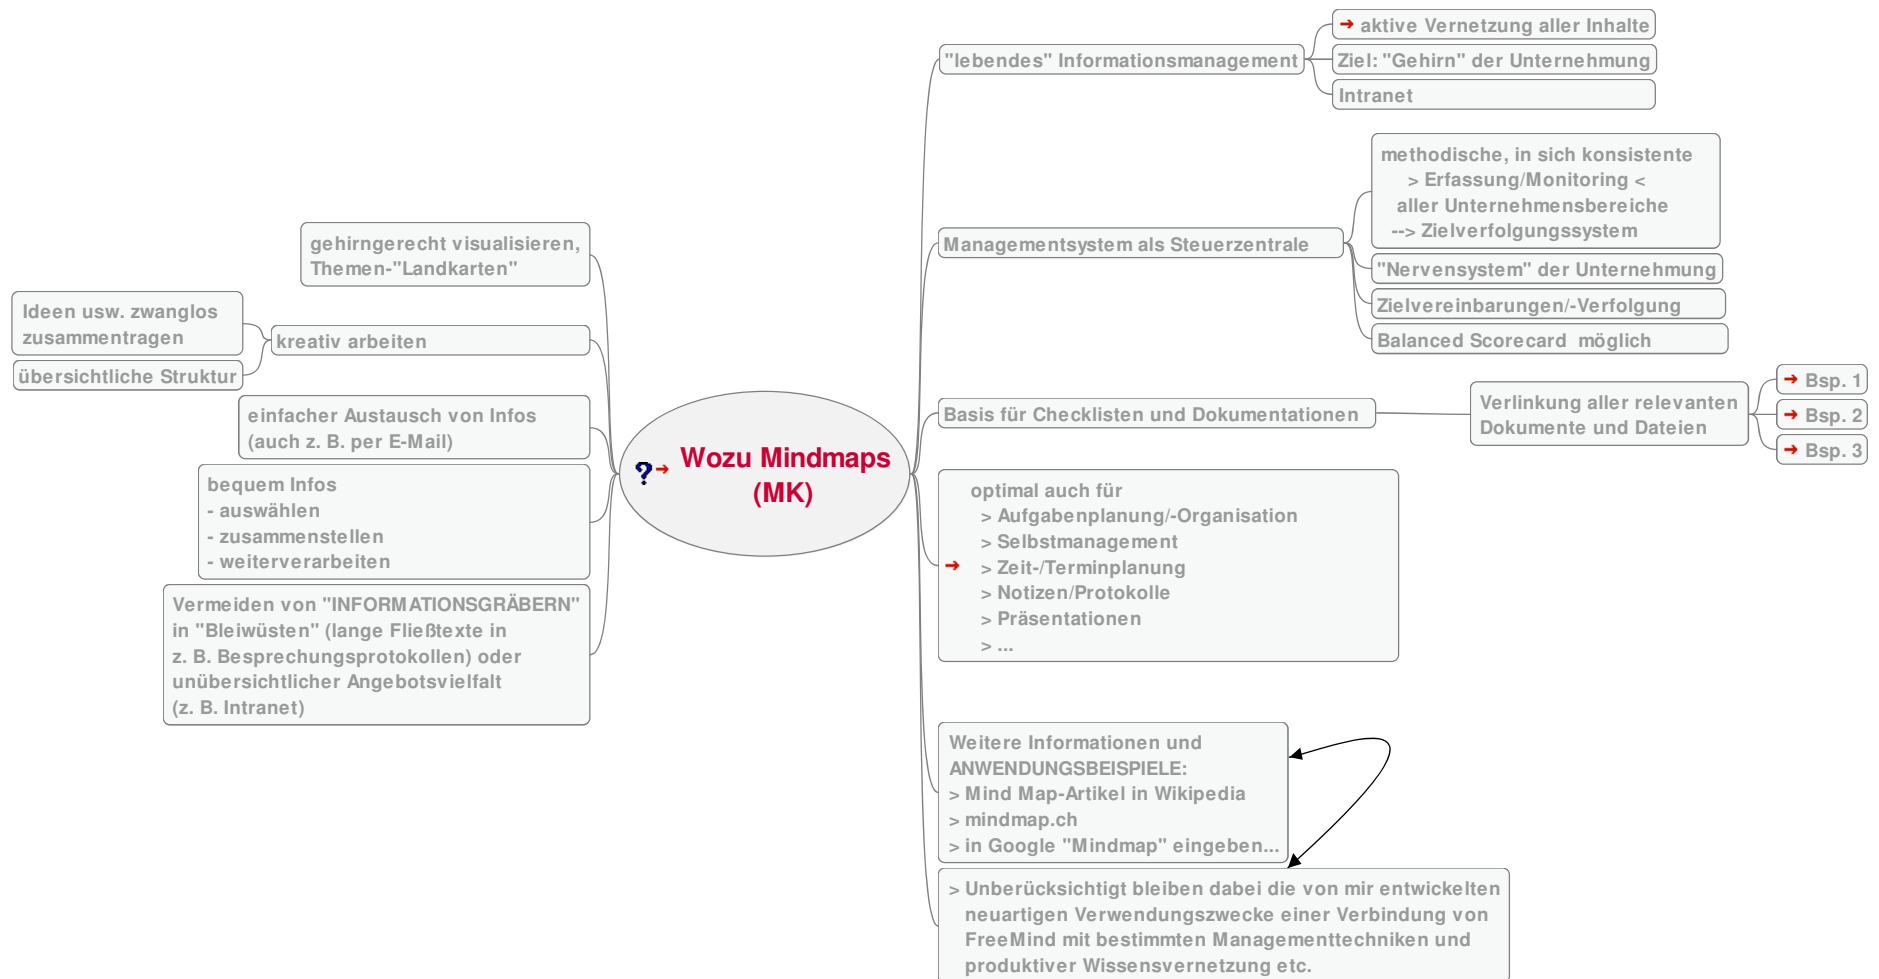 Wozu Mindmaps
(MK)
gehirngerecht visualisieren,
Themen-"Landkarten"
kreativ arbeiten
Ideen usw. zwanglos
zusammentragen
übersichtliche Struktur
einfacher Austausch von Infos
(auch z. B. per E-Mail)
bequem Infos
- auswählen
- zusammenstellen
- weiterverarbeiten
Vermeiden von "INFORMATIONSGRÄBERN"
in "Bleiwüsten" (lange Fließtexte in
z. B. Besprechungsprotokollen) oder
unübersichtlicher Angebotsvielfalt
(z. B. Intranet)
"lebendes" Informationsmanagement
aktive Vernetzung aller Inhalte
Ziel: "Gehirn" der Unternehmung
Intranet
Managementsystem als Steuerzentrale
methodische, in sich konsistente
> Erfassung/Monitoring <
aller Unternehmensbereiche
--> Zielverfolgungssystem
"Nervensystem" der Unternehmung
Zielvereinbarungen/-Verfolgung
Balanced Scorecard  möglich
Basis für Checklisten und Dokumentationen
Verlinkung aller relevanten
Dokumente und Dateien
Bsp. 1
Bsp. 2
Bsp. 3
optimal auch für
> Aufgabenplanung/-Organisation
> Selbstmanagement
> Zeit-/Terminplanung
> Notizen/Protokolle
> Präsentationen
> ...
Weitere Informationen und
ANWENDUNGSBEISPIELE:
> Mind Map-Artikel in Wikipedia
> mindmap.ch
> in Google "Mindmap" eingeben...
> Unberücksichtigt bleiben dabei die von mir entwickelten
neuartigen Verwendungszwecke einer Verbindung von
FreeMind mit bestimmten Managementtechniken und
produktiver Wissensvernetzung etc.